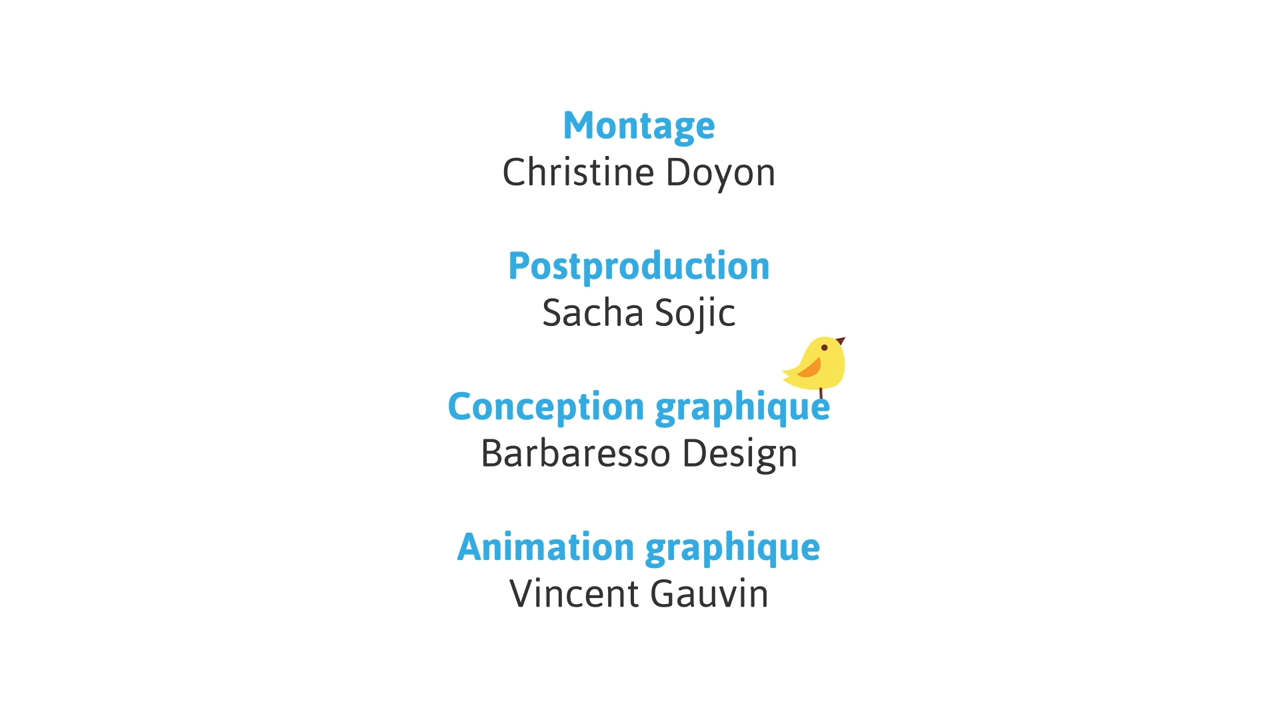 Montage
Christine Doyon
Postproduction
Sacha Sojic
Conception graphique
Barbaresso Design
Animation graphique
Vincent Gauvin